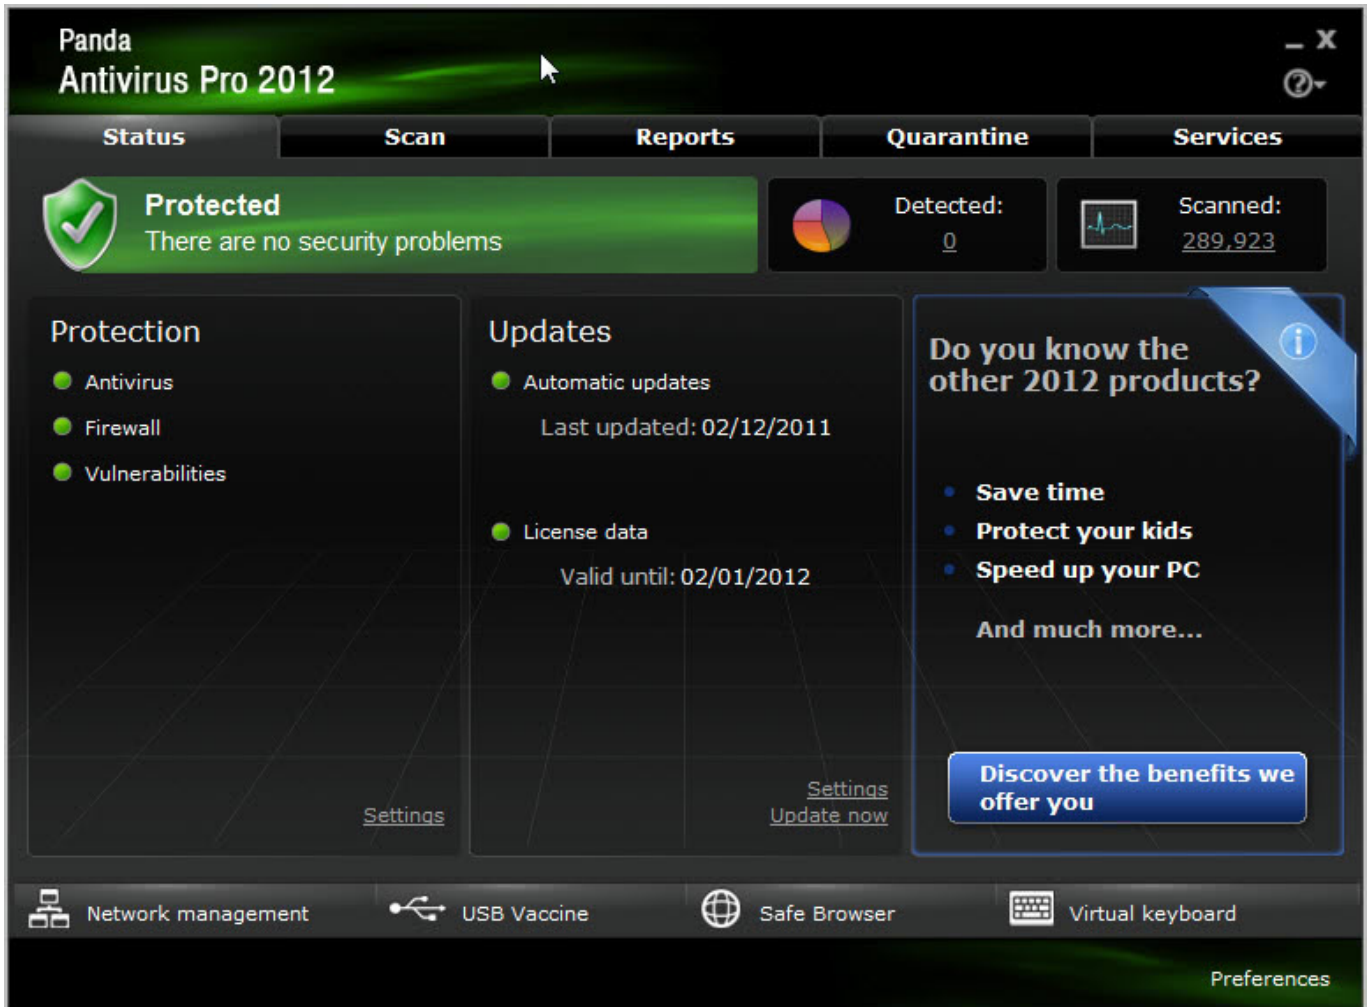 Panda
Antivirus Pro 2012
Status
Scan
Reports
Quarantine
Services
Protected
There are no security problems
Detected:
0
Scanned:
289,923
Protection
Antivirus
Firewall
Vulnerabilities
Settings
Updates
Automatic updates
Last updated: 02/12/2011
License data
Valid until: 02/01/2012
Settings
Update now
Do you know the
other 2012 products?
Save time
Protect your kids
Speed up your PC
And much more...
Discover the benefits we
offer you
Network management
USB Vaccine
Safe Browser
Virtual keyboard
Preferences